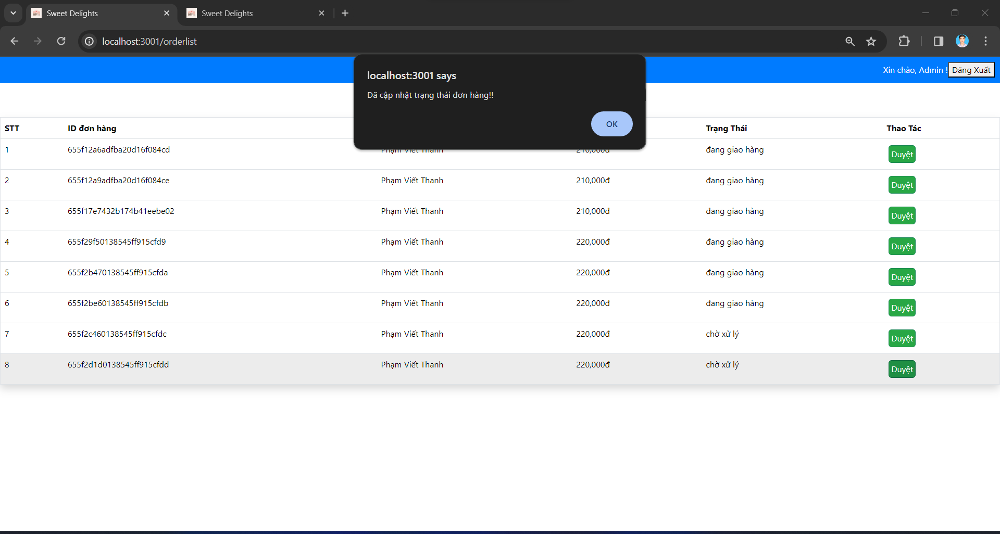 Sweet Delights
Sweet Delights
localhost:3001/orderlist
Xin chào, Admin ! Đăng Xuất
localhost:3001 says
Đã cập nhật trạng thái đơn hàng!!
OK
STT ID đơn hàng Trạng Thái Thao Tác
1 655f12a6adfba20d16f084cd Phạm Viết Thanh 210,000đ đang giao hàng Duyệt
2 655f12a9adfba20d16f084ce Phạm Viết Thanh 210,000đ đang giao hàng Duyệt
3 655f17e7432b174b41eebe02 Phạm Viết Thanh 210,000đ đang giao hàng Duyệt
4 655f29f50138545ff915cfd9 Phạm Viết Thanh 220,000đ đang giao hàng Duyệt
5 655f2b470138545ff915cfda Phạm Viết Thanh 220,000đ đang giao hàng Duyệt
6 655f2be60138545ff915cfdb Phạm Viết Thanh 220,000đ đang giao hàng Duyệt
7 655f2c460138545ff915cfdc Phạm Viết Thanh 220,000đ chờ xử lý Duyệt
8 655f2d1d0138545ff915cfdd Phạm Viết Thanh 220,000đ chờ xử lý Duyệt